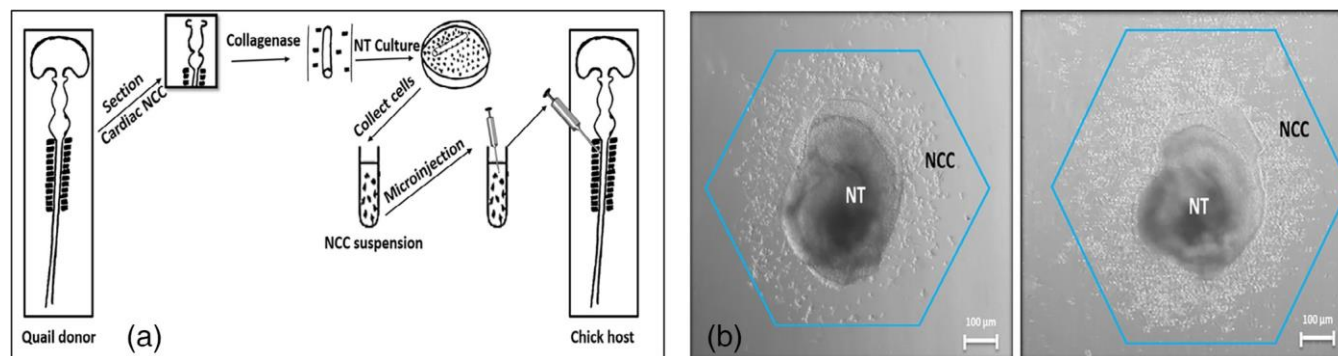 Section
Cardiac NCC
Collagenase
NT Culture
Collect cells
Microinjection
NCC suspension
Quail donor
(a)
Chick host
NT
NCC
(b)
100 µm
NT
NCC
100 µm